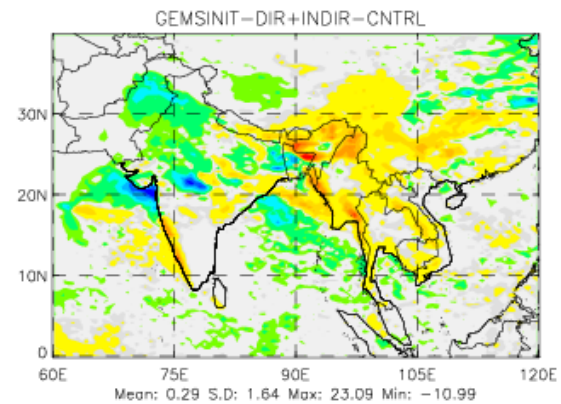 GEMSINIT-DIR+INDIR-CNTRL
30N
20N
10N
0
60E 75E 90E 105E 120E
Mean: 0.29 S.D: 1.64 Max: 23.09 Min: -10.99